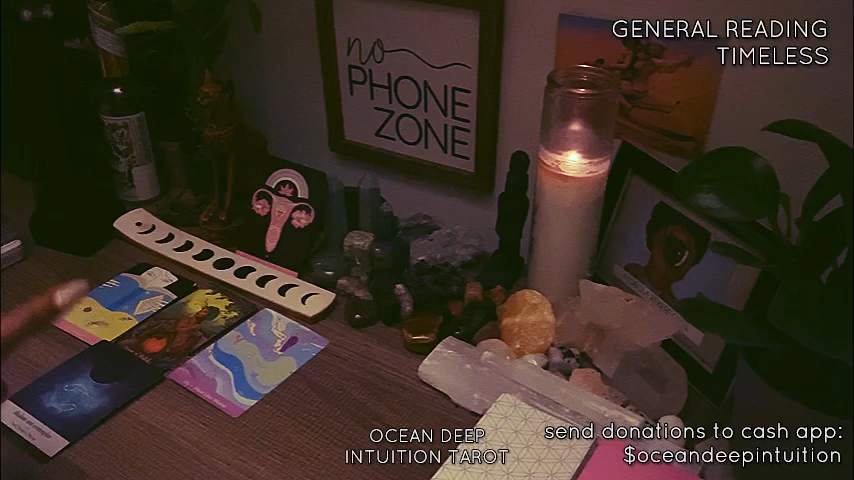 GENERAL READING
TIMELESS
no
PHONE
ZONE
OCEAN DEEP
INTUITION TAROT
send donations to cash app:
$oceandeepintuition